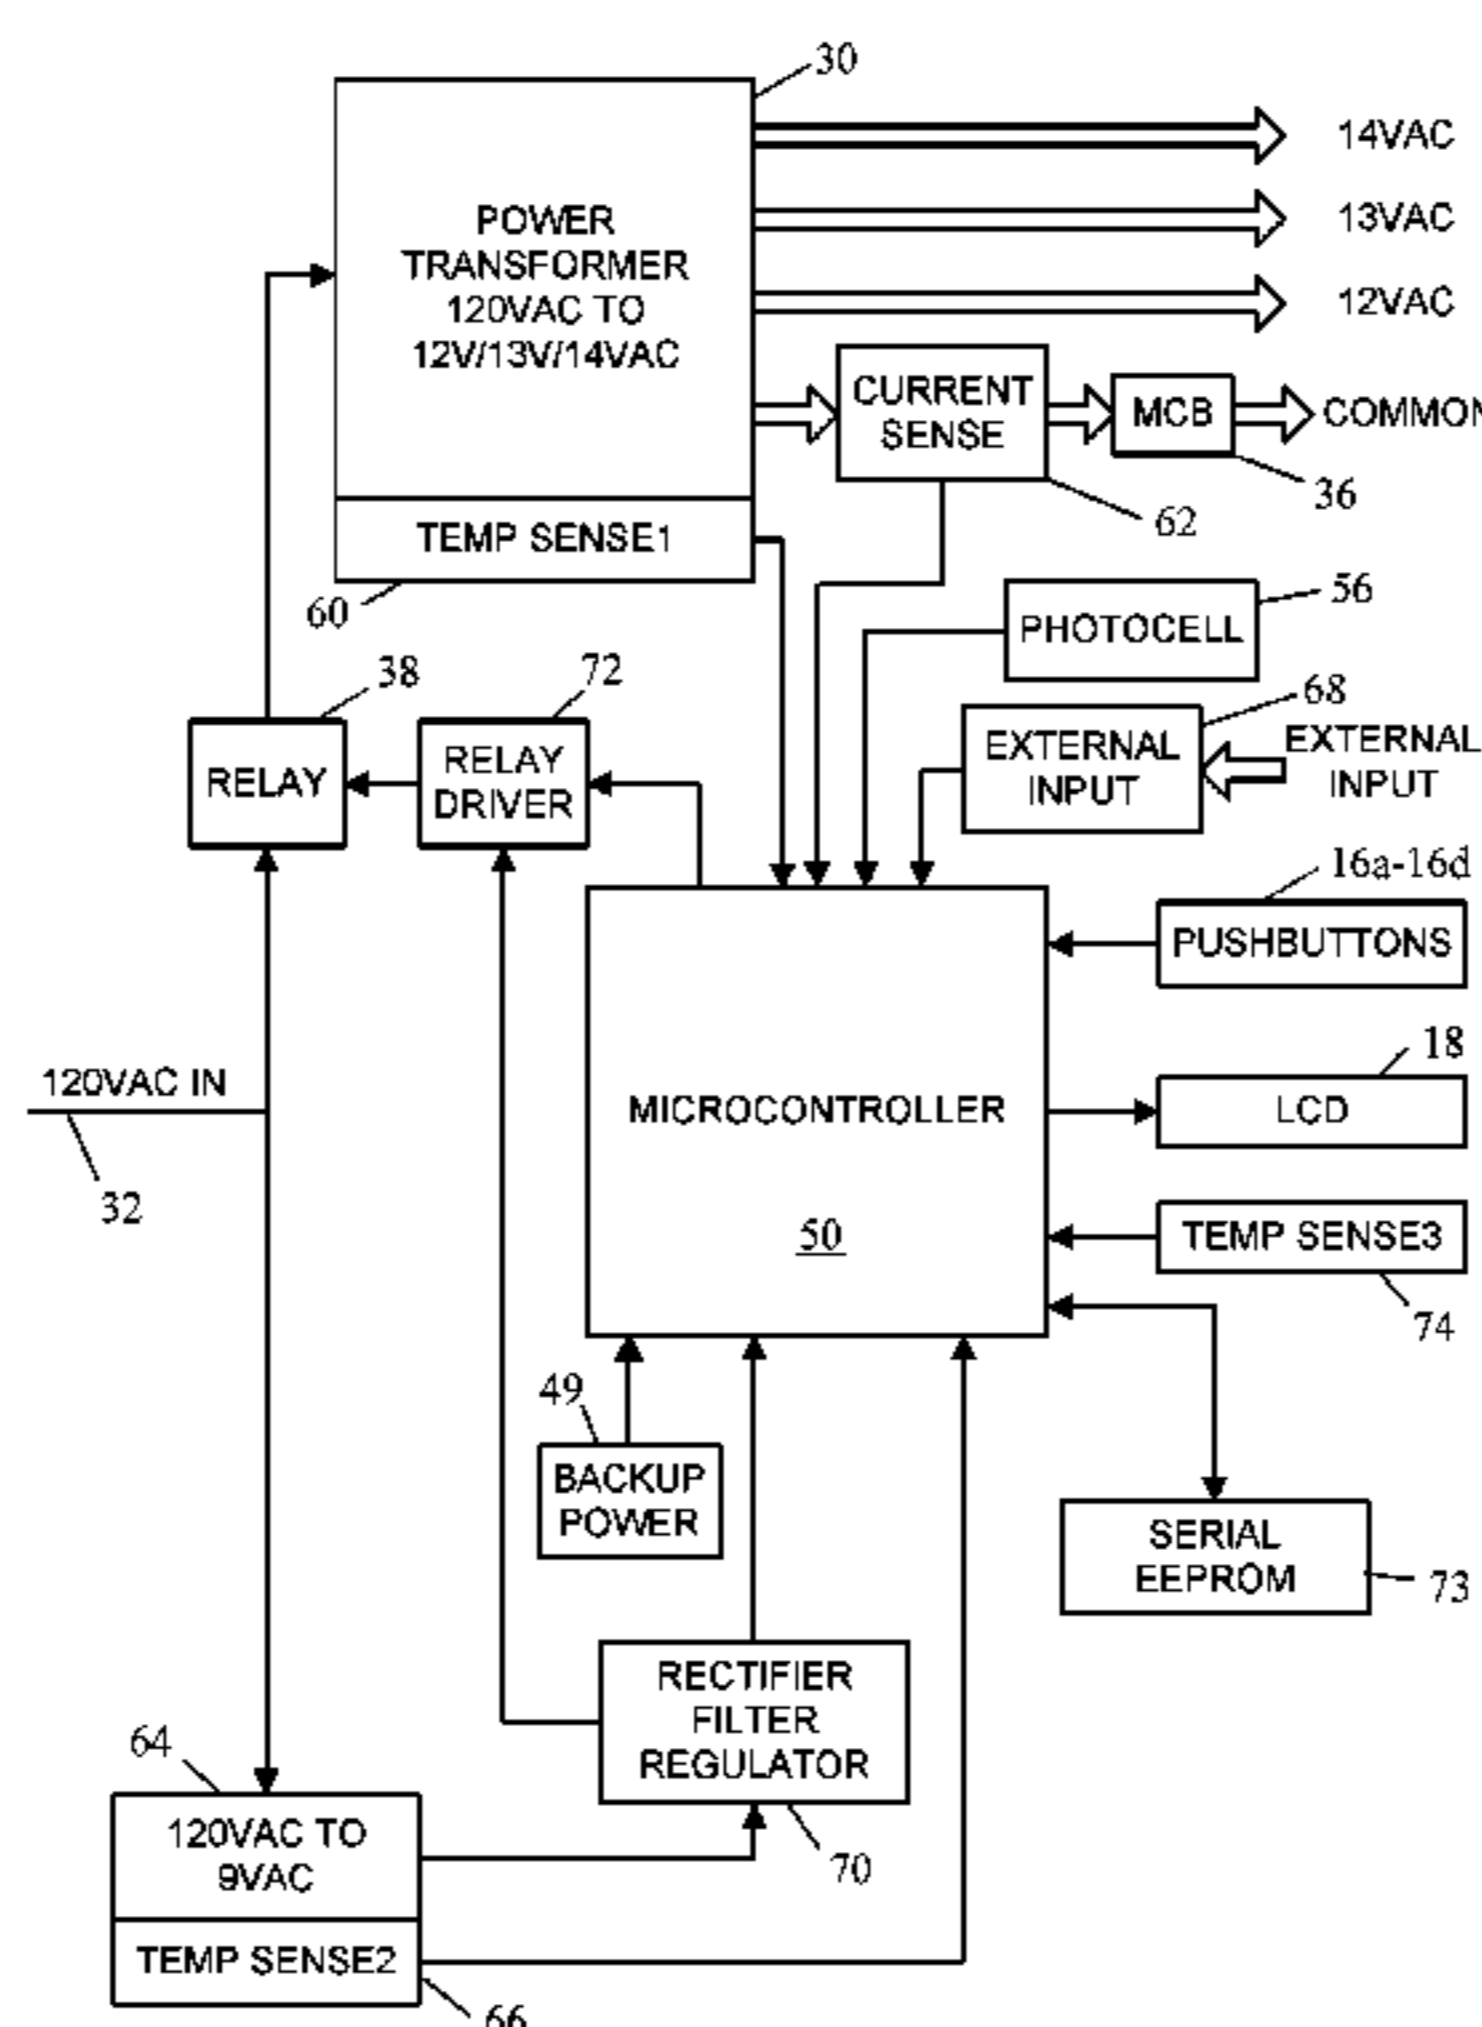 30
14VAC
POWER
TRANSFORMER
120VAC TO
12V/13V/14VAC
13VAC
12VAC
CURRENT
SENSE
MCB
COMMON
36
62
TEMP SENSE1
60
56
PHOTOCELL
38
72
68
RELAY
RELAY
DRIVER
EXTERNAL
INPUT
EXTERNAL
INPUT
16a-16d
PUSHBUTTONS
120VAC IN
32
MICROCONTROLLER
50
18
LCD
TEMP SENSE3
74
49
BACKUP
POWER
SERIAL
EEPROM
73
RECTIFIER
FILTER
REGULATOR
70
64
120VAC TO
9VAC
TEMP SENSE2
66